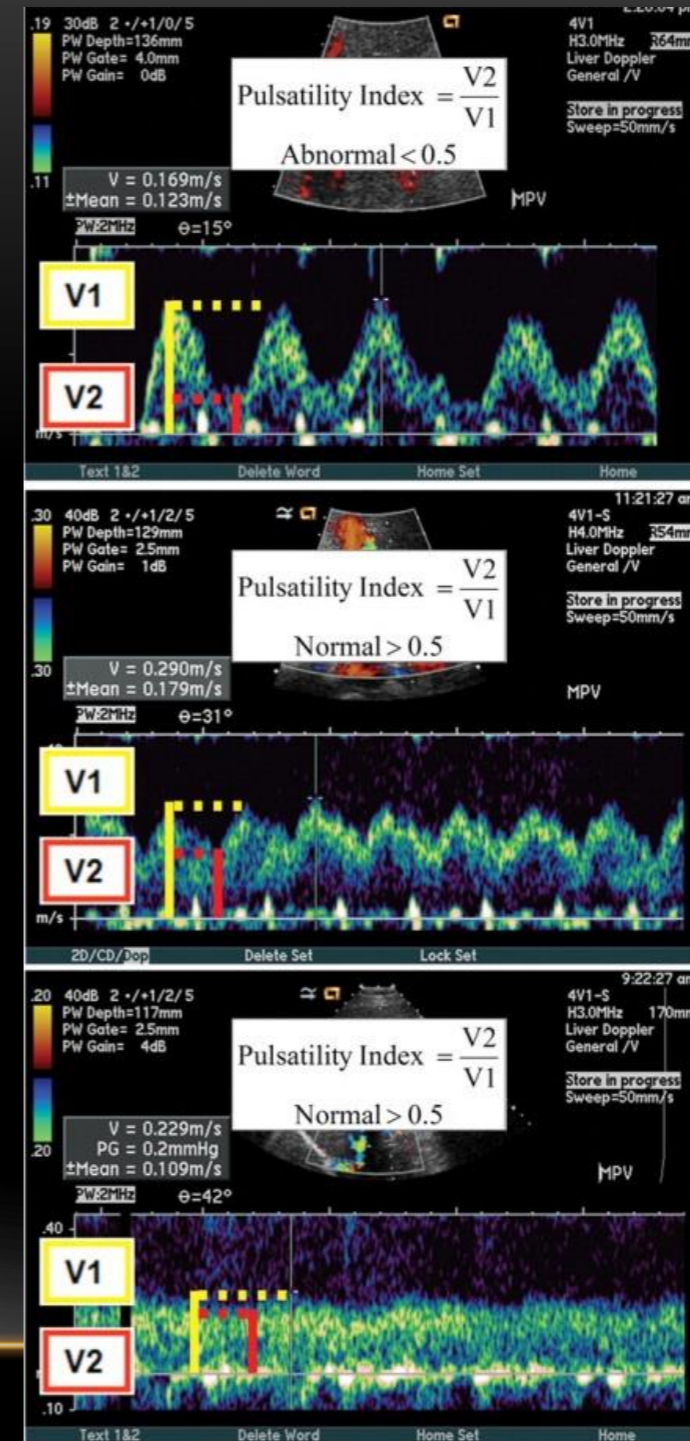 .19 30dB 2 •/+1/0/5
PW Depth=136mm
PW Gate= 4.0mm
PW Gain= 0dB
4V1
H3.0MHz R64mm
Liver Doppler
General /V
Store in progress
Sweep=50mm/s
Pulsatility Index = V2
V1
Abnormal < 0.5
.11
V = 0.169m/s
±Mean = 0.123m/s
MPV
PW:2MHz θ=15°
V1
V2
m/s
Text 1&2 Delete Word Home Set Home
11:21:27 am
.30 40dB 2 •/+1/2/5
PW Depth=129mm
PW Gate= 2.5mm
PW Gain= 1dB
4V1-S
H4.0MHz R54mm
Liver Doppler
General /V
Store in progress
Sweep=50mm/s
Pulsatility Index = V2
V1
Normal > 0.5
.30
V = 0.290m/s
±Mean = 0.179m/s
MPV
PW:2MHz θ=31°
V1
V2
m/s
2D/CD/Dop Delete Set Lock Set
9:22:27 am
.20 40dB 2 •/+1/2/5
PW Depth=117mm
PW Gate= 2.5mm
PW Gain= 4dB
4V1-S
H3.0MHz 170mm
Liver Doppler
General /V
Store in progress
Sweep=50mm/s
Pulsatility Index = V2
V1
Normal > 0.5
.20
V = 0.229m/s
PG = 0.2mmHg
±Mean = 0.109m/s
MPV
PW:2MHz θ=42°
.40
V1
V2
.10
Text 1&2 Delete Word Home Set Home